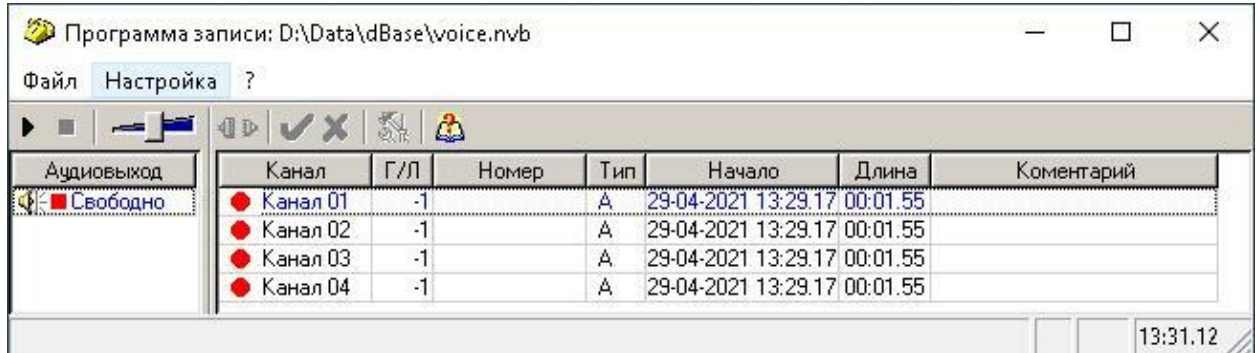 Программа записи: D:\Data\dBase\voice.nvb
Файл Настройка ?
Аудиовыход
Свободно
Канал Г/Л Номер Тип Начало Длина Коментарий
Канал 01 -1 А 29-04-2021 13:29.17 00:01.55
Канал 02 -1 А 29-04-2021 13:29.17 00:01.55
Канал 03 -1 А 29-04-2021 13:29.17 00:01.55
Канал 04 -1 А 29-04-2021 13:29.17 00:01.55
13:31.12